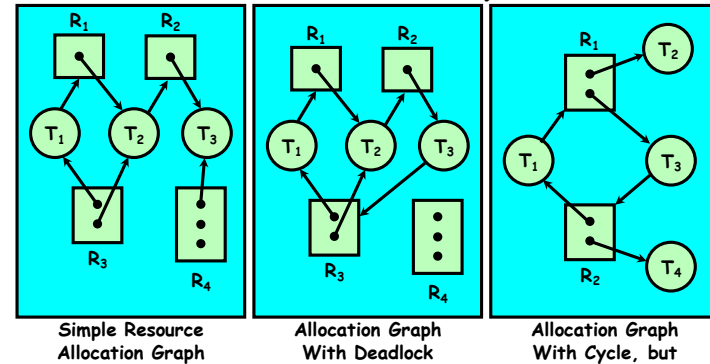 R1
R2
T1
T2
T3
R3
R4
Simple Resource
Allocation Graph
R1
R2
T1
T2
T3
R3
R4
Allocation Graph
With Deadlock
R1
T2
T1
T3
R2
T4
Allocation Graph
With Cycle, but